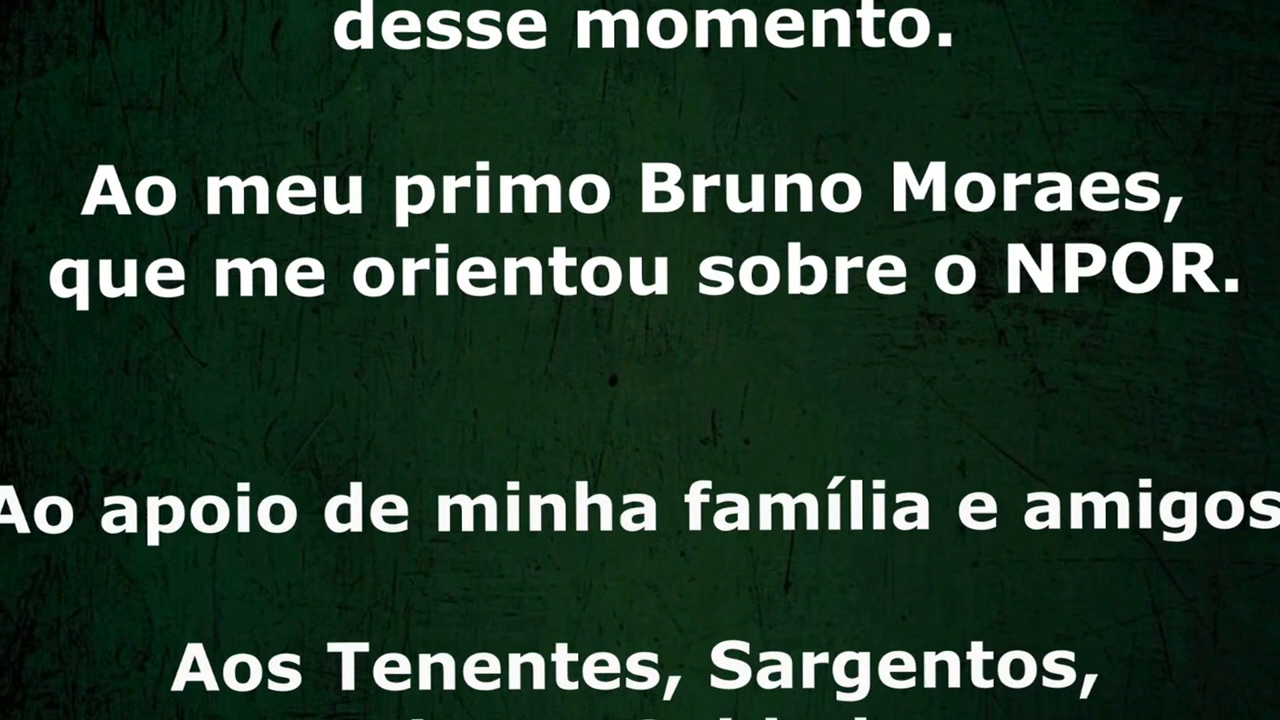 desse momento.
Ao meu primo Bruno Moraes,
que me orientou sobre o NPOR.
Ao apoio de minha família e amigos
Aos Tenentes, Sargentos,